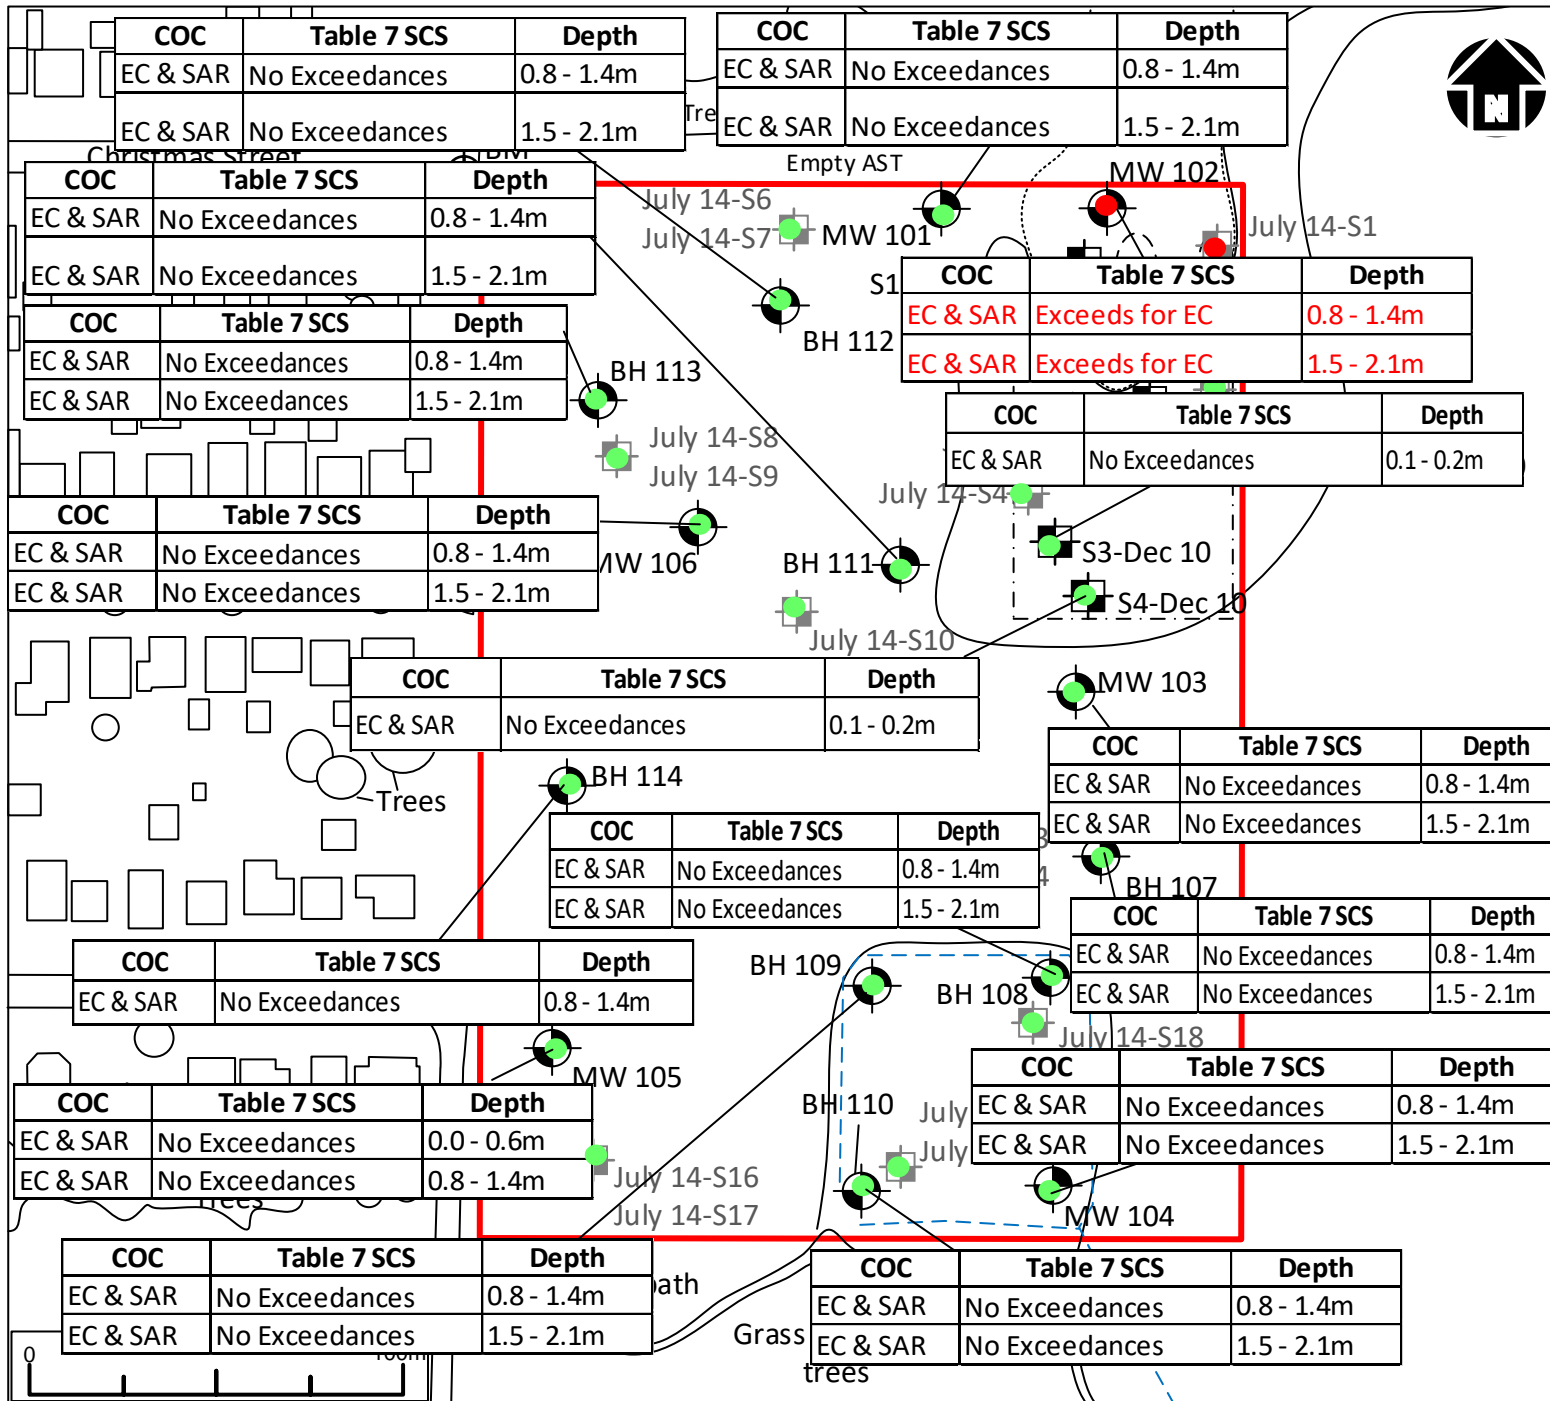 COC Table 7 SCS Depth
EC & SAR No Exceedances 0.8 - 1.4m
EC & SAR No Exceedances 1.5 - 2.1m
COC Table 7 SCS Depth
EC & SAR No Exceedances 0.8 - 1.4m
EC & SAR No Exceedances 1.5 - 2.1m
N
Christmas Street
BM
Empty AST
MW 102
COC Table 7 SCS Depth
EC & SAR No Exceedances 0.8 - 1.4m
EC & SAR No Exceedances 1.5 - 2.1m
July 14-S6
July 14-S7
MW 101
July 14-S1
S1
BH 112
COC Table 7 SCS Depth
EC & SAR Exceeds for EC 0.8 - 1.4m
EC & SAR Exceeds for EC 1.5 - 2.1m
COC Table 7 SCS Depth
EC & SAR No Exceedances 0.8 - 1.4m
EC & SAR No Exceedances 1.5 - 2.1m
BH 113
COC Table 7 SCS Depth
EC & SAR No Exceedances 0.1 - 0.2m
July 14-S8
July 14-S9
July 14-S4
COC Table 7 SCS Depth
EC & SAR No Exceedances 0.8 - 1.4m
EC & SAR No Exceedances 1.5 - 2.1m
MW 106
BH 111
S3-Dec 10
S4-Dec 10
July 14-S10
COC Table 7 SCS Depth
EC & SAR No Exceedances 0.1 - 0.2m
MW 103
COC Table 7 SCS Depth
EC & SAR No Exceedances 0.8 - 1.4m
EC & SAR No Exceedances 1.5 - 2.1m
BH 114
Trees
COC Table 7 SCS Depth
EC & SAR No Exceedances 0.8 - 1.4m
EC & SAR No Exceedances 1.5 - 2.1m
3
4
BH 107
COC Table 7 SCS Depth
EC & SAR No Exceedances 0.8 - 1.4m
EC & SAR No Exceedances 1.5 - 2.1m
COC Table 7 SCS Depth
EC & SAR No Exceedances 0.8 - 1.4m
BH 109
BH 108
July 14-S18
MW 105
COC Table 7 SCS Depth
EC & SAR No Exceedances 0.8 - 1.4m
EC & SAR No Exceedances 1.5 - 2.1m
COC Table 7 SCS Depth
EC & SAR No Exceedances 0.0 - 0.6m
EC & SAR No Exceedances 0.8 - 1.4m
BH 110
July
July
Trees
July 14-S16
July 14-S17
MW 104
COC Table 7 SCS Depth
EC & SAR No Exceedances 0.8 - 1.4m
EC & SAR No Exceedances 1.5 - 2.1m
COC Table 7 SCS Depth
EC & SAR No Exceedances 0.8 - 1.4m
EC & SAR No Exceedances 1.5 - 2.1m
Grass
trees
0 100m